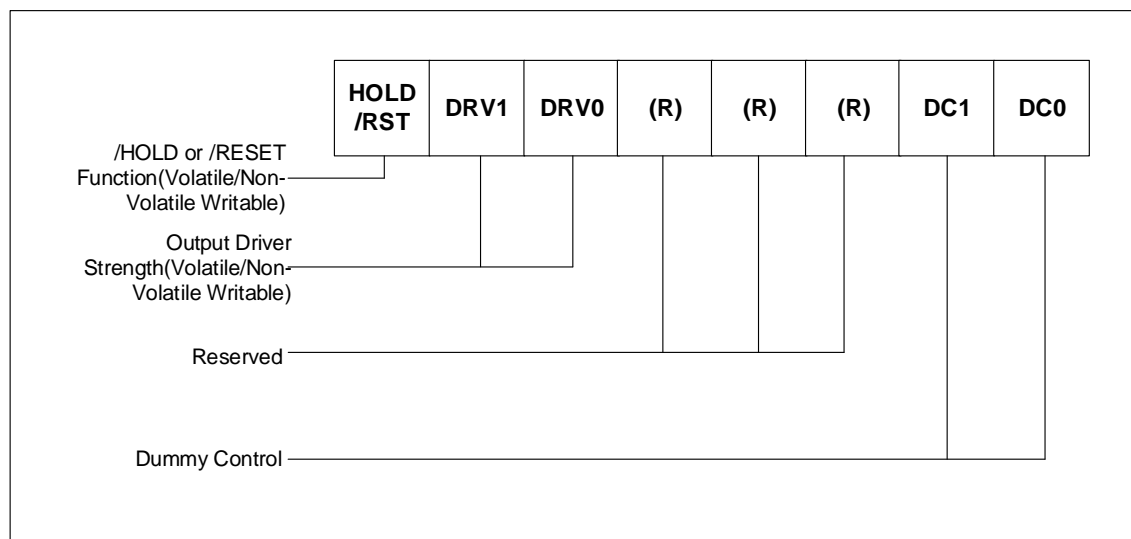 HOLD
/RST
DRV1
DRV0
(R)
(R)
(R)
DC1
DC0
/HOLD or /RESET
Function(Volatile/Non-
Volatile Writable)
Output Driver
Strength(Volatile/Non-
Volatile Writable)
Reserved
Dummy Control